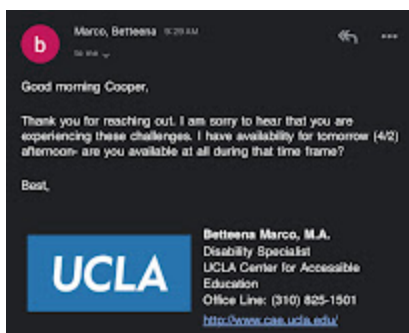 b
Marco, Betteena 9:29 AM
to me
Good morning Cooper,
Thank you for reaching out. I am sorry to hear that you are
experiencing these challenges. I have availability for tomorrow (4/2)
afternoon- are you available at all during that time frame?
Best,
UCLA
Betteena Marco, M.A.
Disability Specialist
UCLA Center for Accessible
Education
Office Line: (310) 825-1501
http://www.cae.ucla.edu/